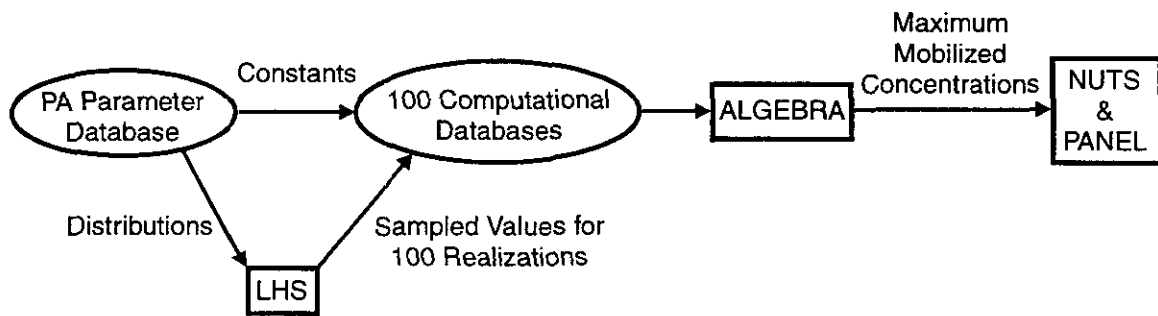 PA Parameter
Database
Constants
100 Computational
Databases
ALGEBRA
Maximum
Mobilized
Concentrations
NUTS
&
PANEL
Distributions
LHS
Sampled Values for
100 Realizations